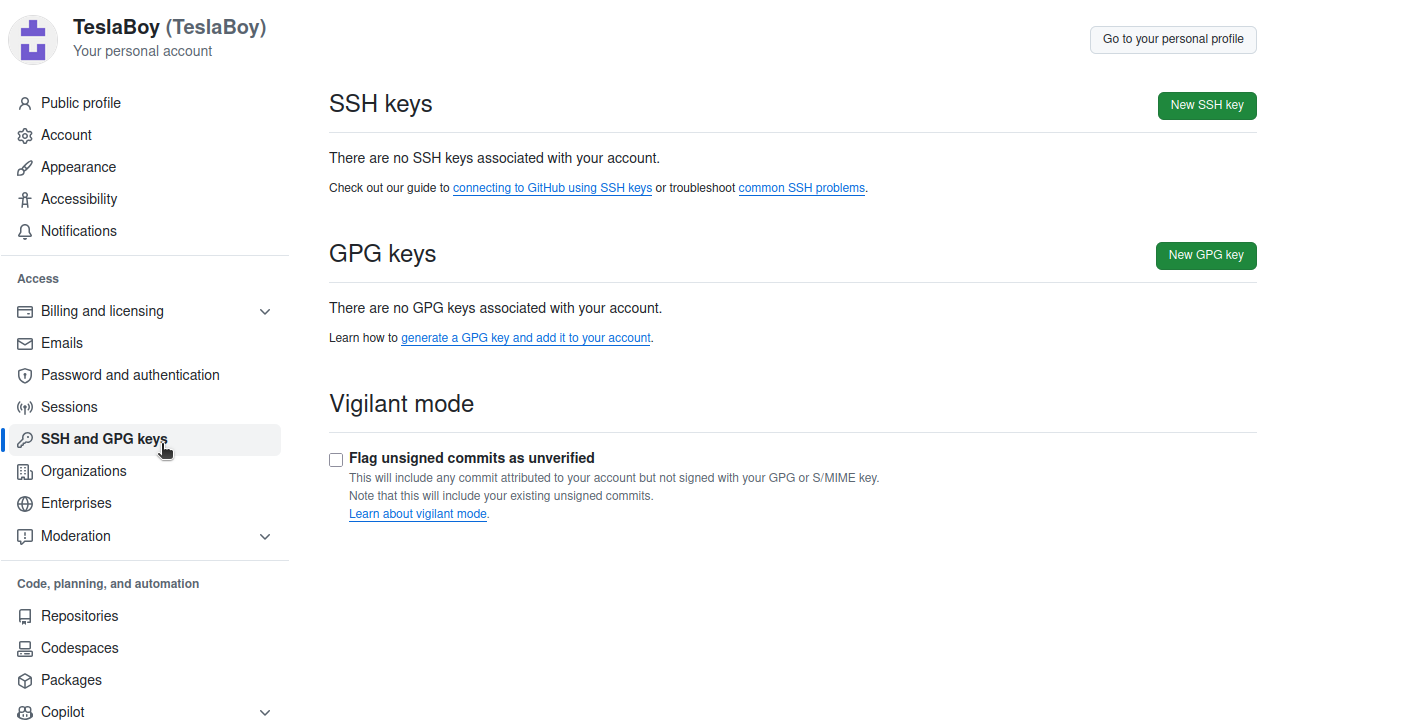 TeslaBoy (TeslaBoy)
Your personal account
Go to your personal profile
Public profile
Account
Appearance
Accessibility
Notifications
Access
Billing and licensing
Emails
Password and authentication
Sessions
SSH and GPG keys
Organizations
Enterprises
Moderation
Code, planning, and automation
Repositories
Codespaces
Packages
Copilot
SSH keys
New SSH key
There are no SSH keys associated with your account.
Check out our guide to connecting to GitHub using SSH keys or troubleshoot common SSH problems.
GPG keys
New GPG key
There are no GPG keys associated with your account.
Learn how to generate a GPG key and add it to your account.
Vigilant mode
Flag unsigned commits as unverified
This will include any commit attributed to your account but not signed with your GPG or S/MIME key.
Note that this will include your existing unsigned commits.
Learn about vigilant mode.